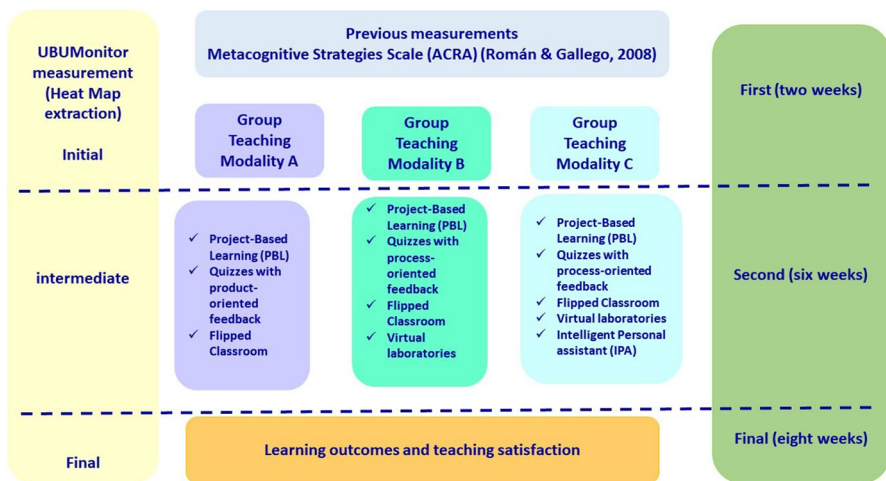 UBUMonitor
measurement
(Heat Map
extraction)
Initial
Previous measurements
Metacognitive Strategies Scale (ACRA) (Román & Gallego, 2008)
First (two weeks)
Group
Teaching
Modality A
Group
Teaching
Modality B
Group
Teaching
Modality C
intermediate
✓ Project-Based
Learning (PBL)
✓ Quizzes with
product-
oriented
feedback
✓ Flipped
Classroom
✓ Project-Based
Learning (PBL)
✓ Quizzes with
process-
oriented
feedback
✓ Flipped
Classroom
✓ Virtual
laboratories
✓ Project-Based
Learning (PBL)
✓ Quizzes with
process-oriented
feedback
✓ Flipped Classroom
✓ Virtual laboratories
✓ Intelligent Personal
assistant (IPA)
Second (six weeks)
Final
Learning outcomes and teaching satisfaction
Final (eight weeks)